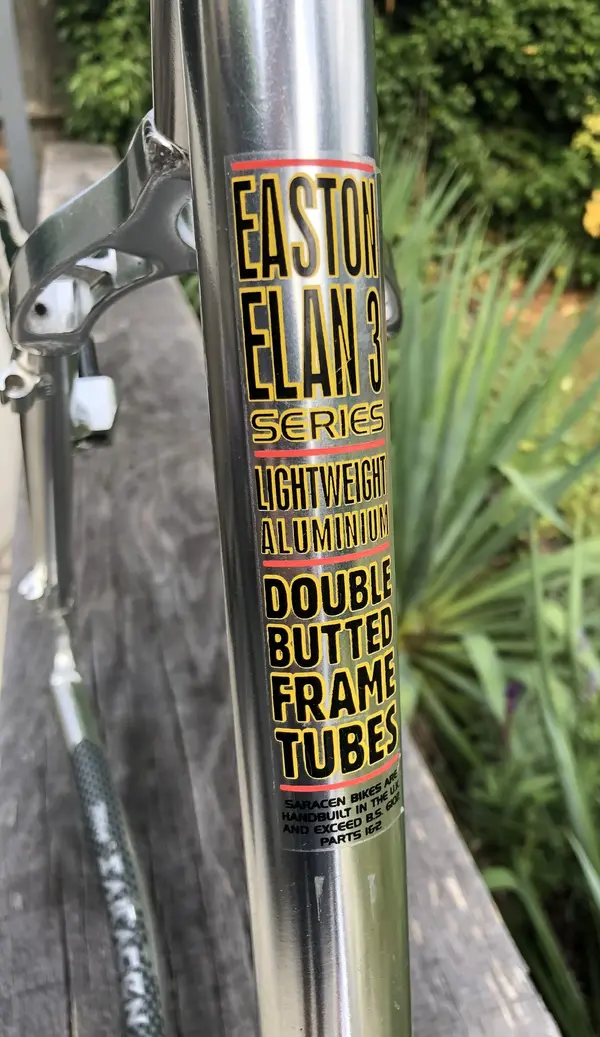 EASTON
ELAN 3
SERIES
LIGHTWEIGHT
ALUMINIUM
DOUBLE
BUTTED
FRAME
TUBES
SARACEN BIKES ARE
HANDBUILT IN THE U.K.
AND EXCEED B.S. 6102
PARTS 1&2